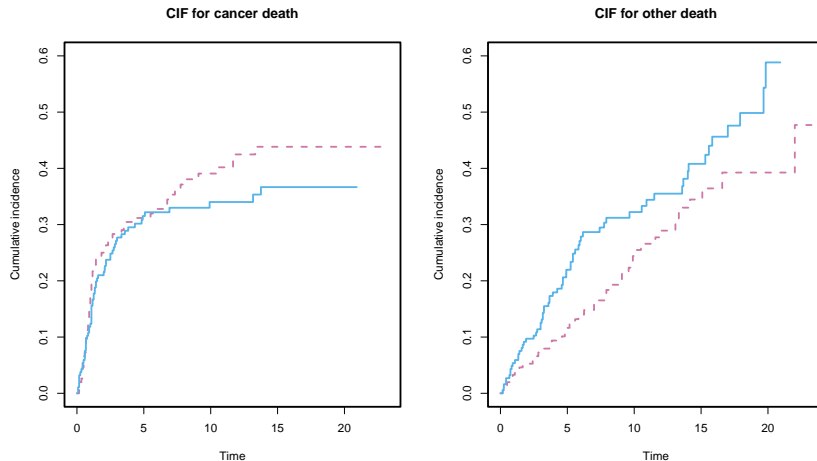 CIF for cancer death
Cumulative incidence
0.0 0.1 0.2 0.3 0.4 0.5 0.6
0 5 10 15 20
Time
CIF for other death
Cumulative incidence
0.0 0.1 0.2 0.3 0.4 0.5 0.6
0 5 10 15 20
Time